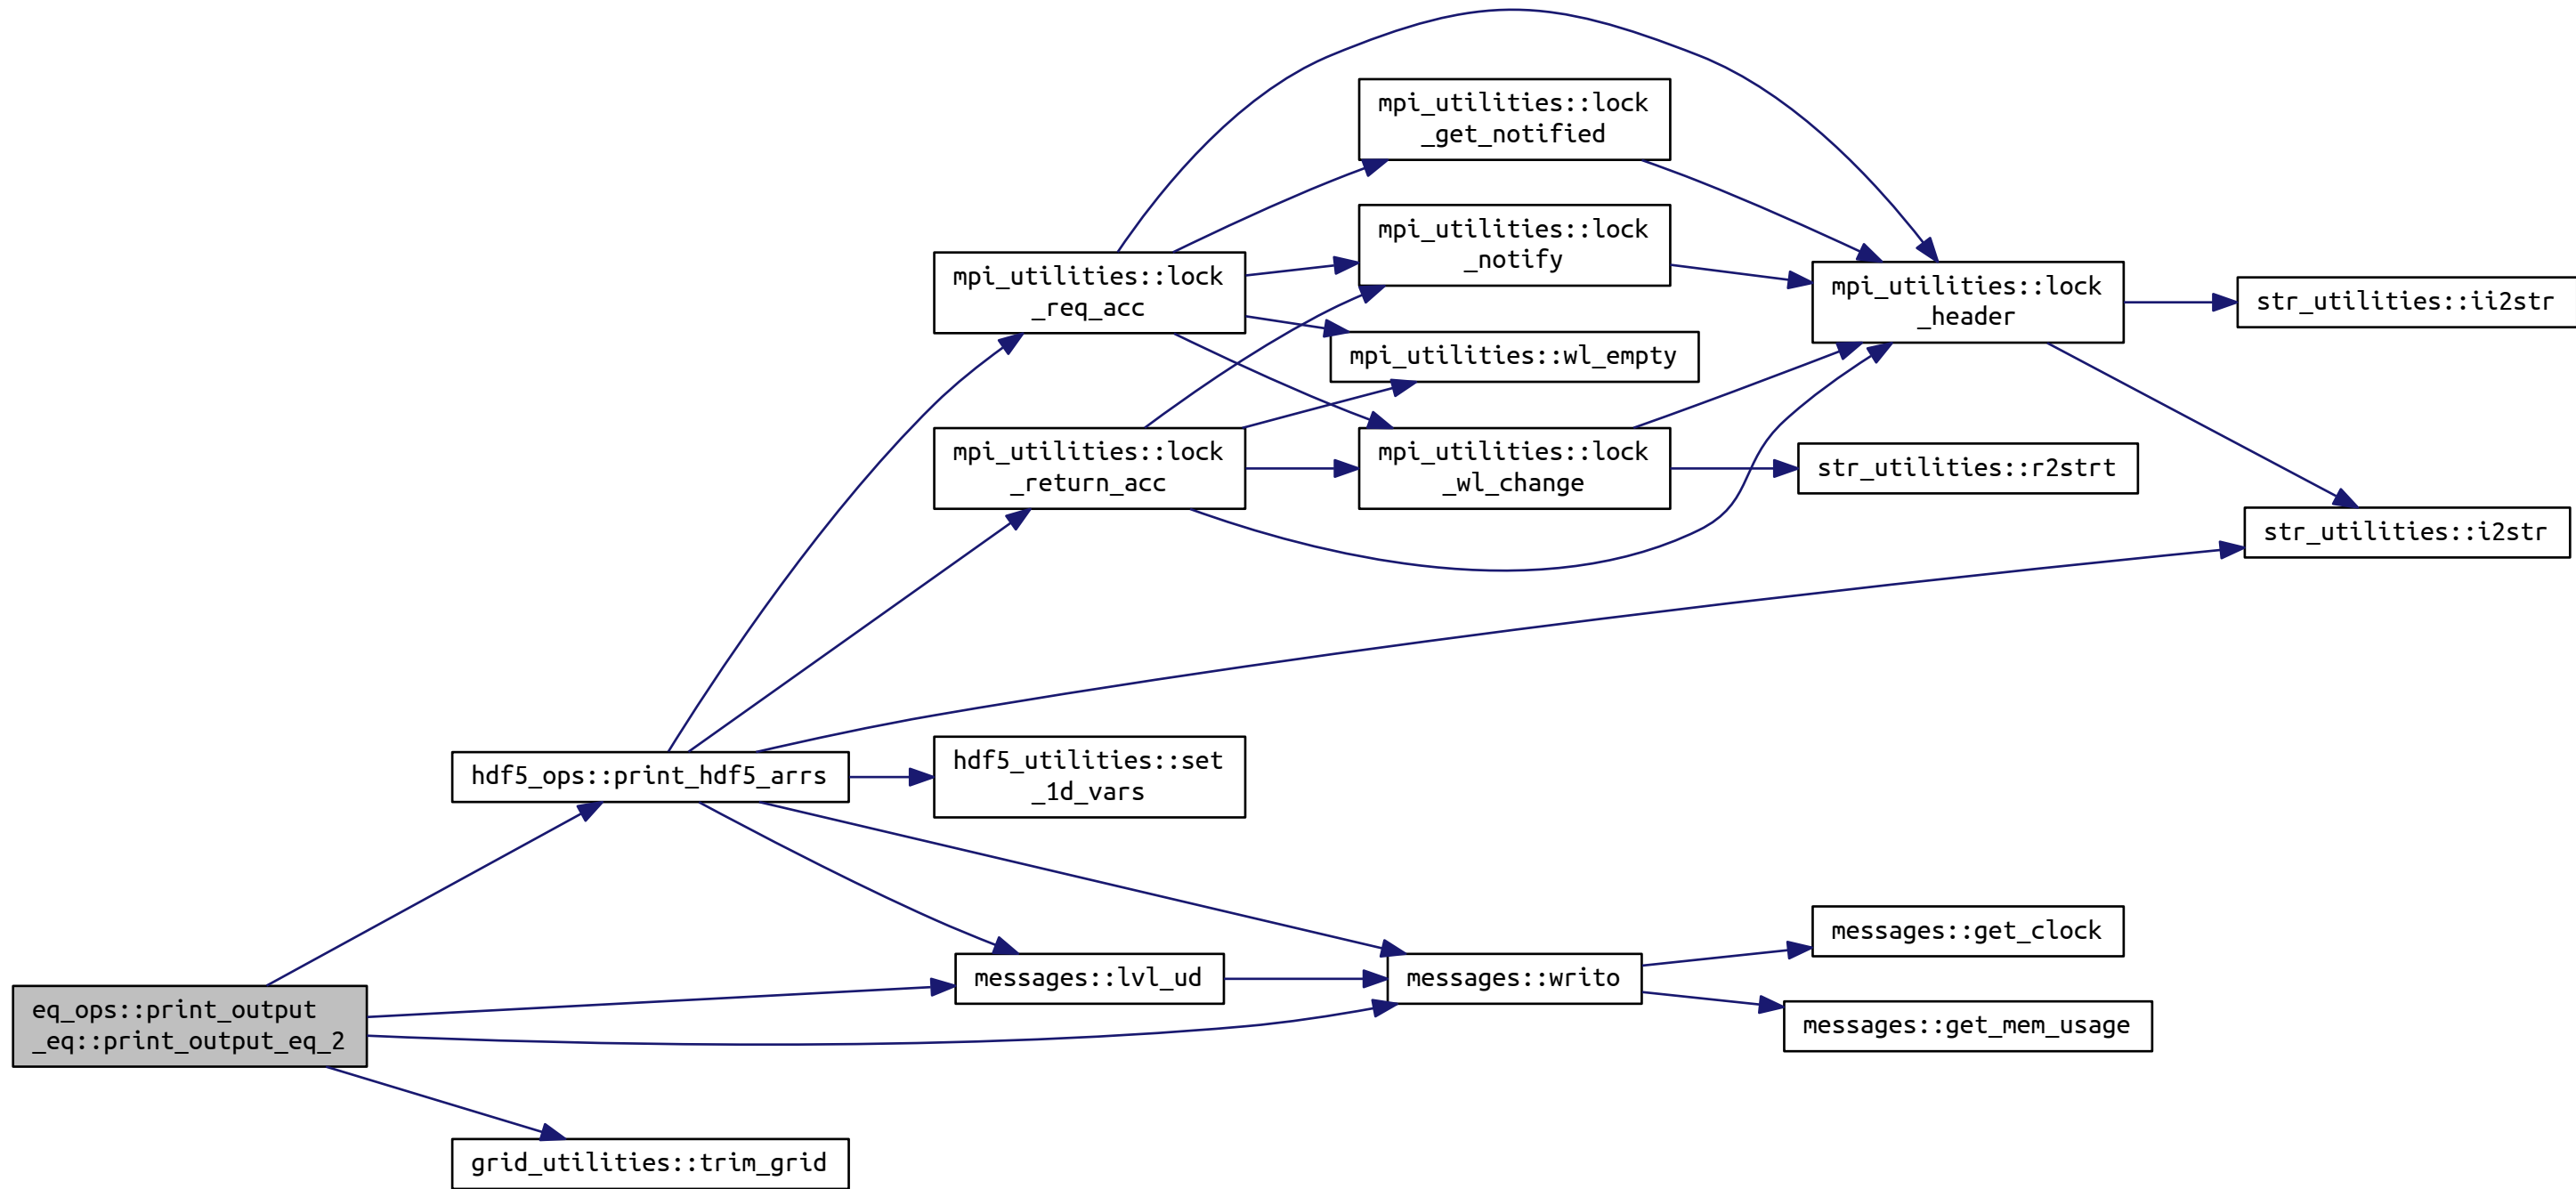 mpi_utilities::lock
_get_notified
mpi_utilities::lock
_notify
mpi_utilities::lock
_req_acc
mpi_utilities::lock
_header
str_utilities::ii2str
mpi_utilities::wl_empty
mpi_utilities::lock
_return_acc
mpi_utilities::lock
_wl_change
str_utilities::r2strt
str_utilities::i2str
hdf5_ops::print_hdf5_arrs
hdf5_utilities::set
_1d_vars
messages::get_clock
messages::lvl_ud
messages::writo
eq_ops::print_output
_eq::print_output_eq_2
messages::get_mem_usage
grid_utilities::trim_grid